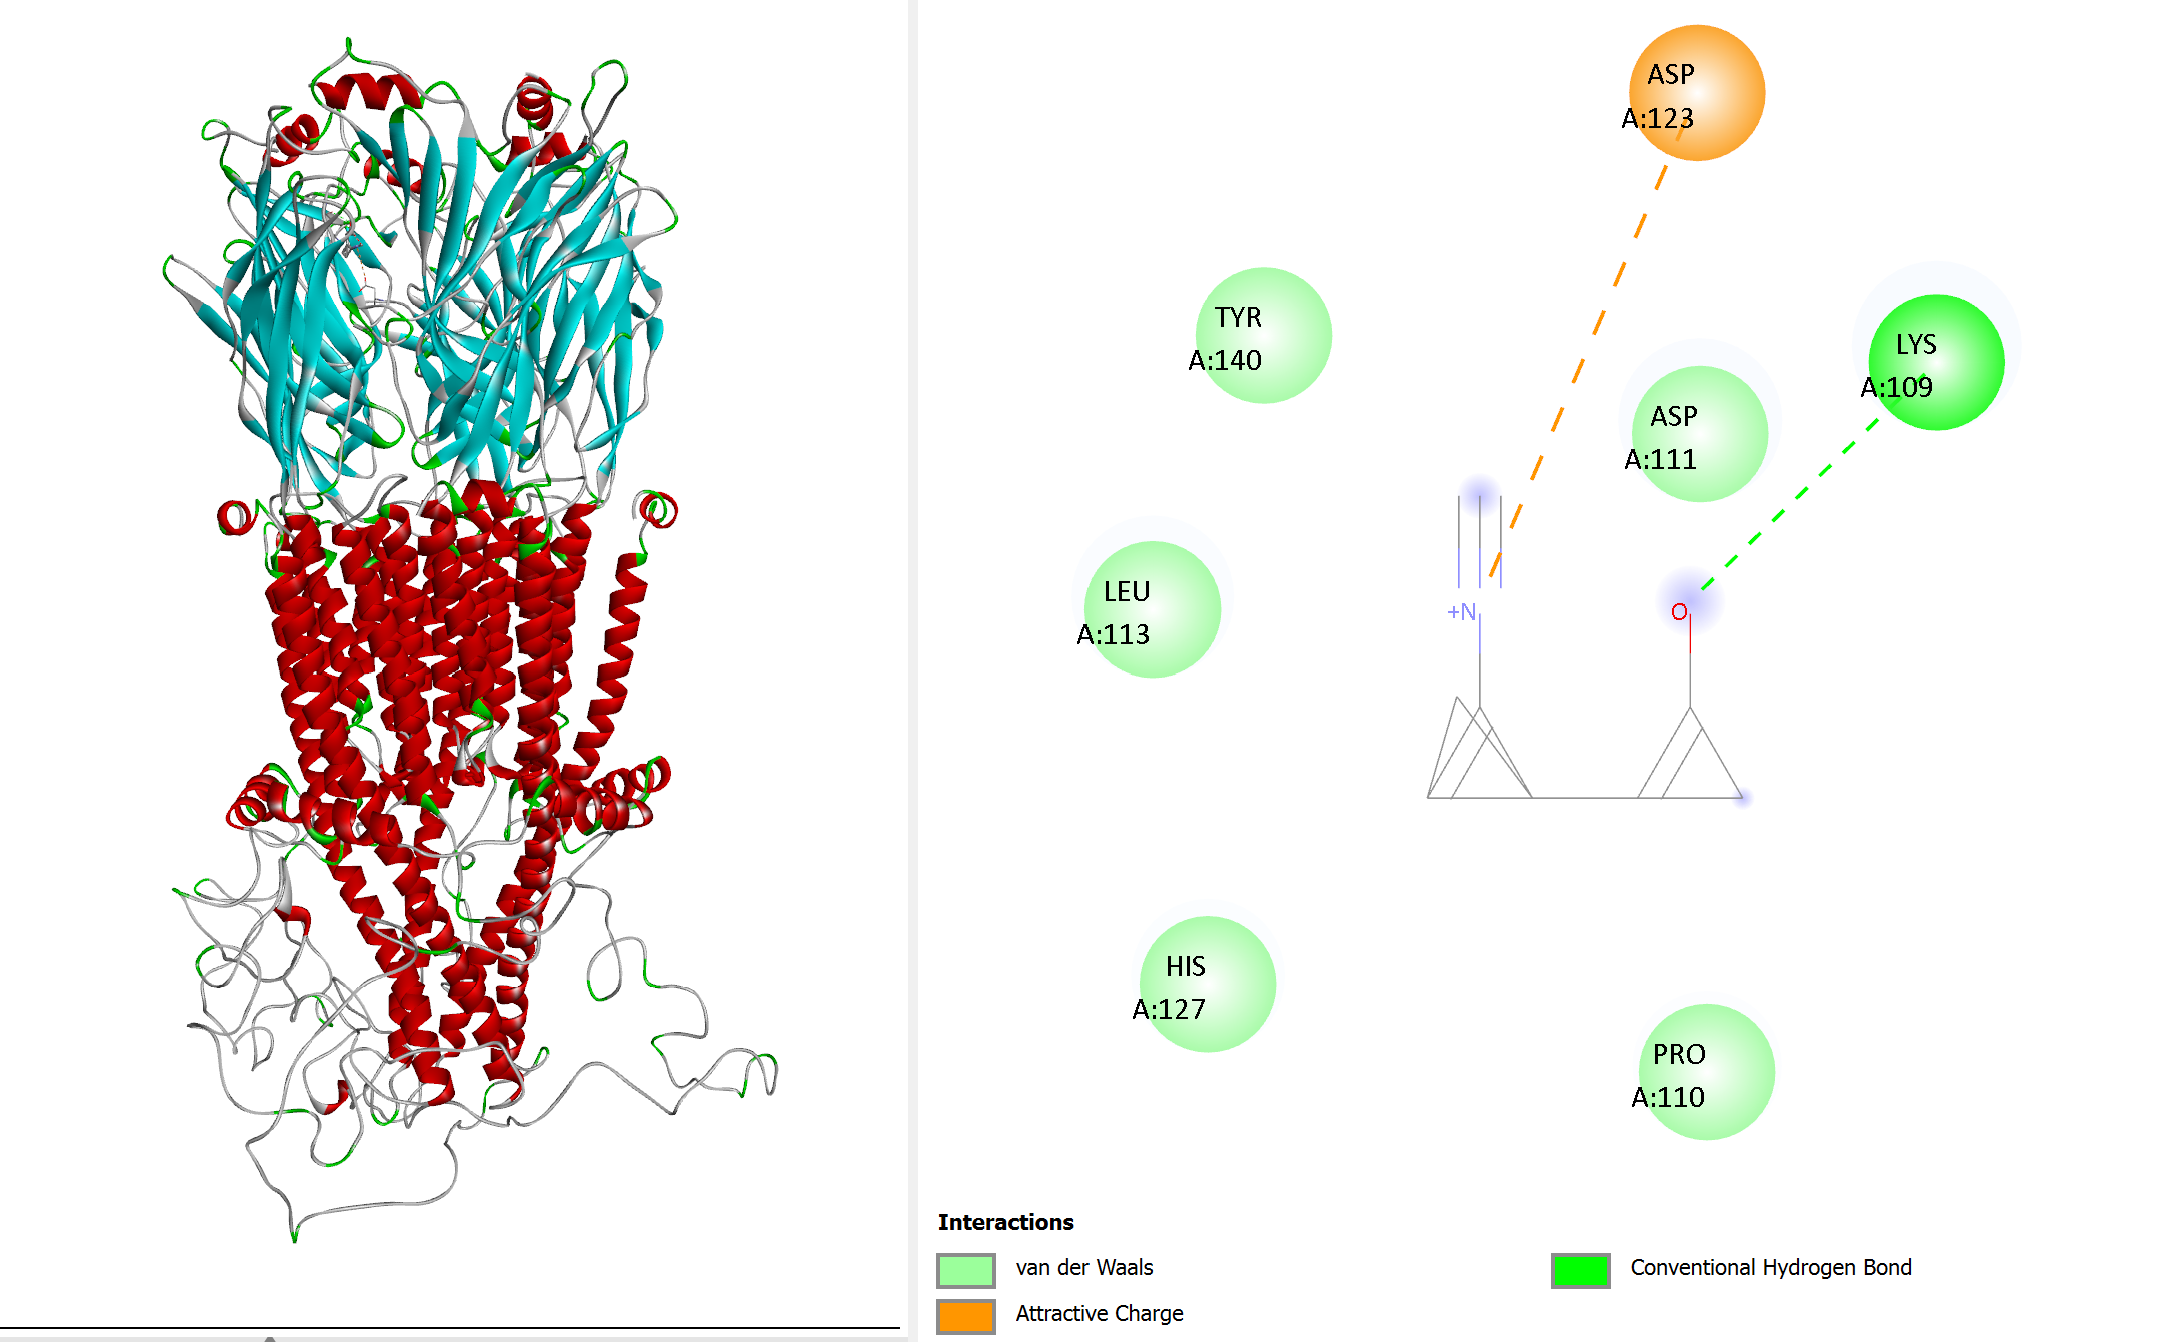 ASP
A:123
TYR
A:140
LYS
A:109
ASP
A:111
LEU
A:113
+N
O
HIS
A:127
PRO
A:110
Interactions
van der Waals
Conventional Hydrogen Bond
Attractive Charge